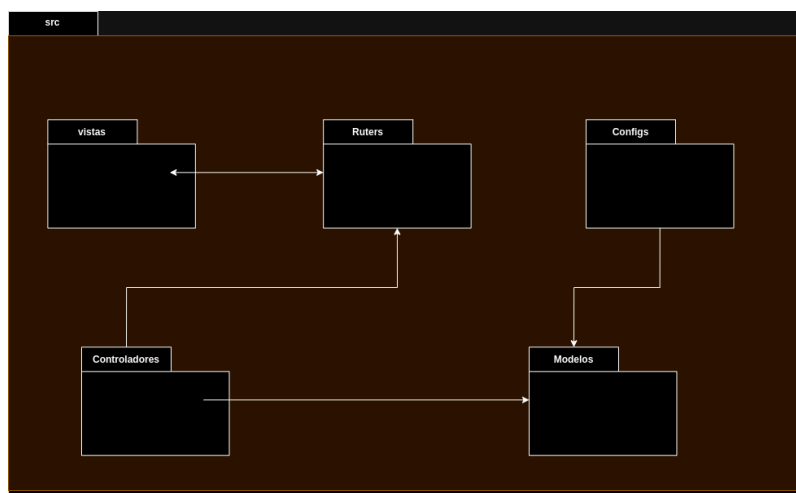 src
vistas
Ruters
Configs
Controladores
Modelos